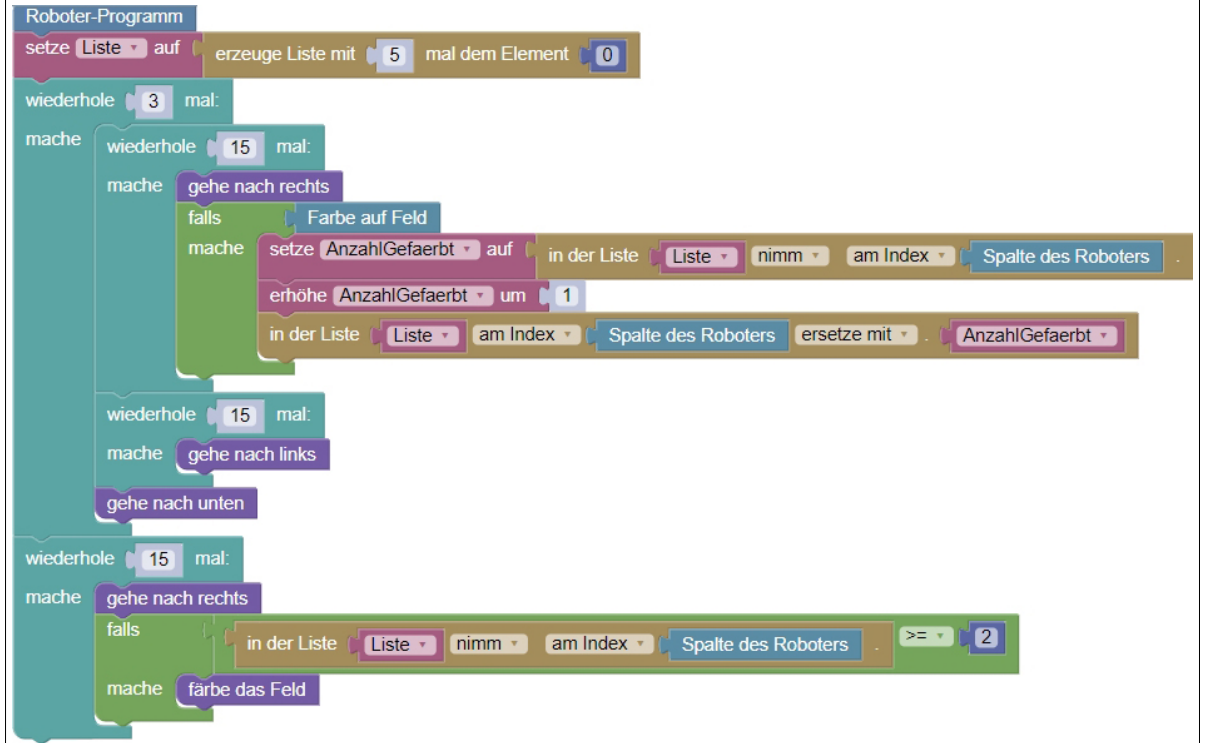 Roboter-Programm
setze Liste auf erzeuge Liste mit 5 mal dem Element 0
wiederhole 3 mal:
mache wiederhole 15 mal:
mache gehe nach rechts
falls Farbe auf Feld
mache setze AnzahlGefaerbt auf in der Liste Liste nimm am Index Spalte des Roboters .
erhöhe AnzahlGefaerbt um 1
in der Liste Liste am Index Spalte des Roboters ersetze mit . AnzahlGefaerbt
wiederhole 15 mal:
mache gehe nach links
gehe nach unten
wiederhole 15 mal:
mache gehe nach rechts
falls in der Liste Liste nimm am Index Spalte des Roboters . >= 2
mache färbe das Feld